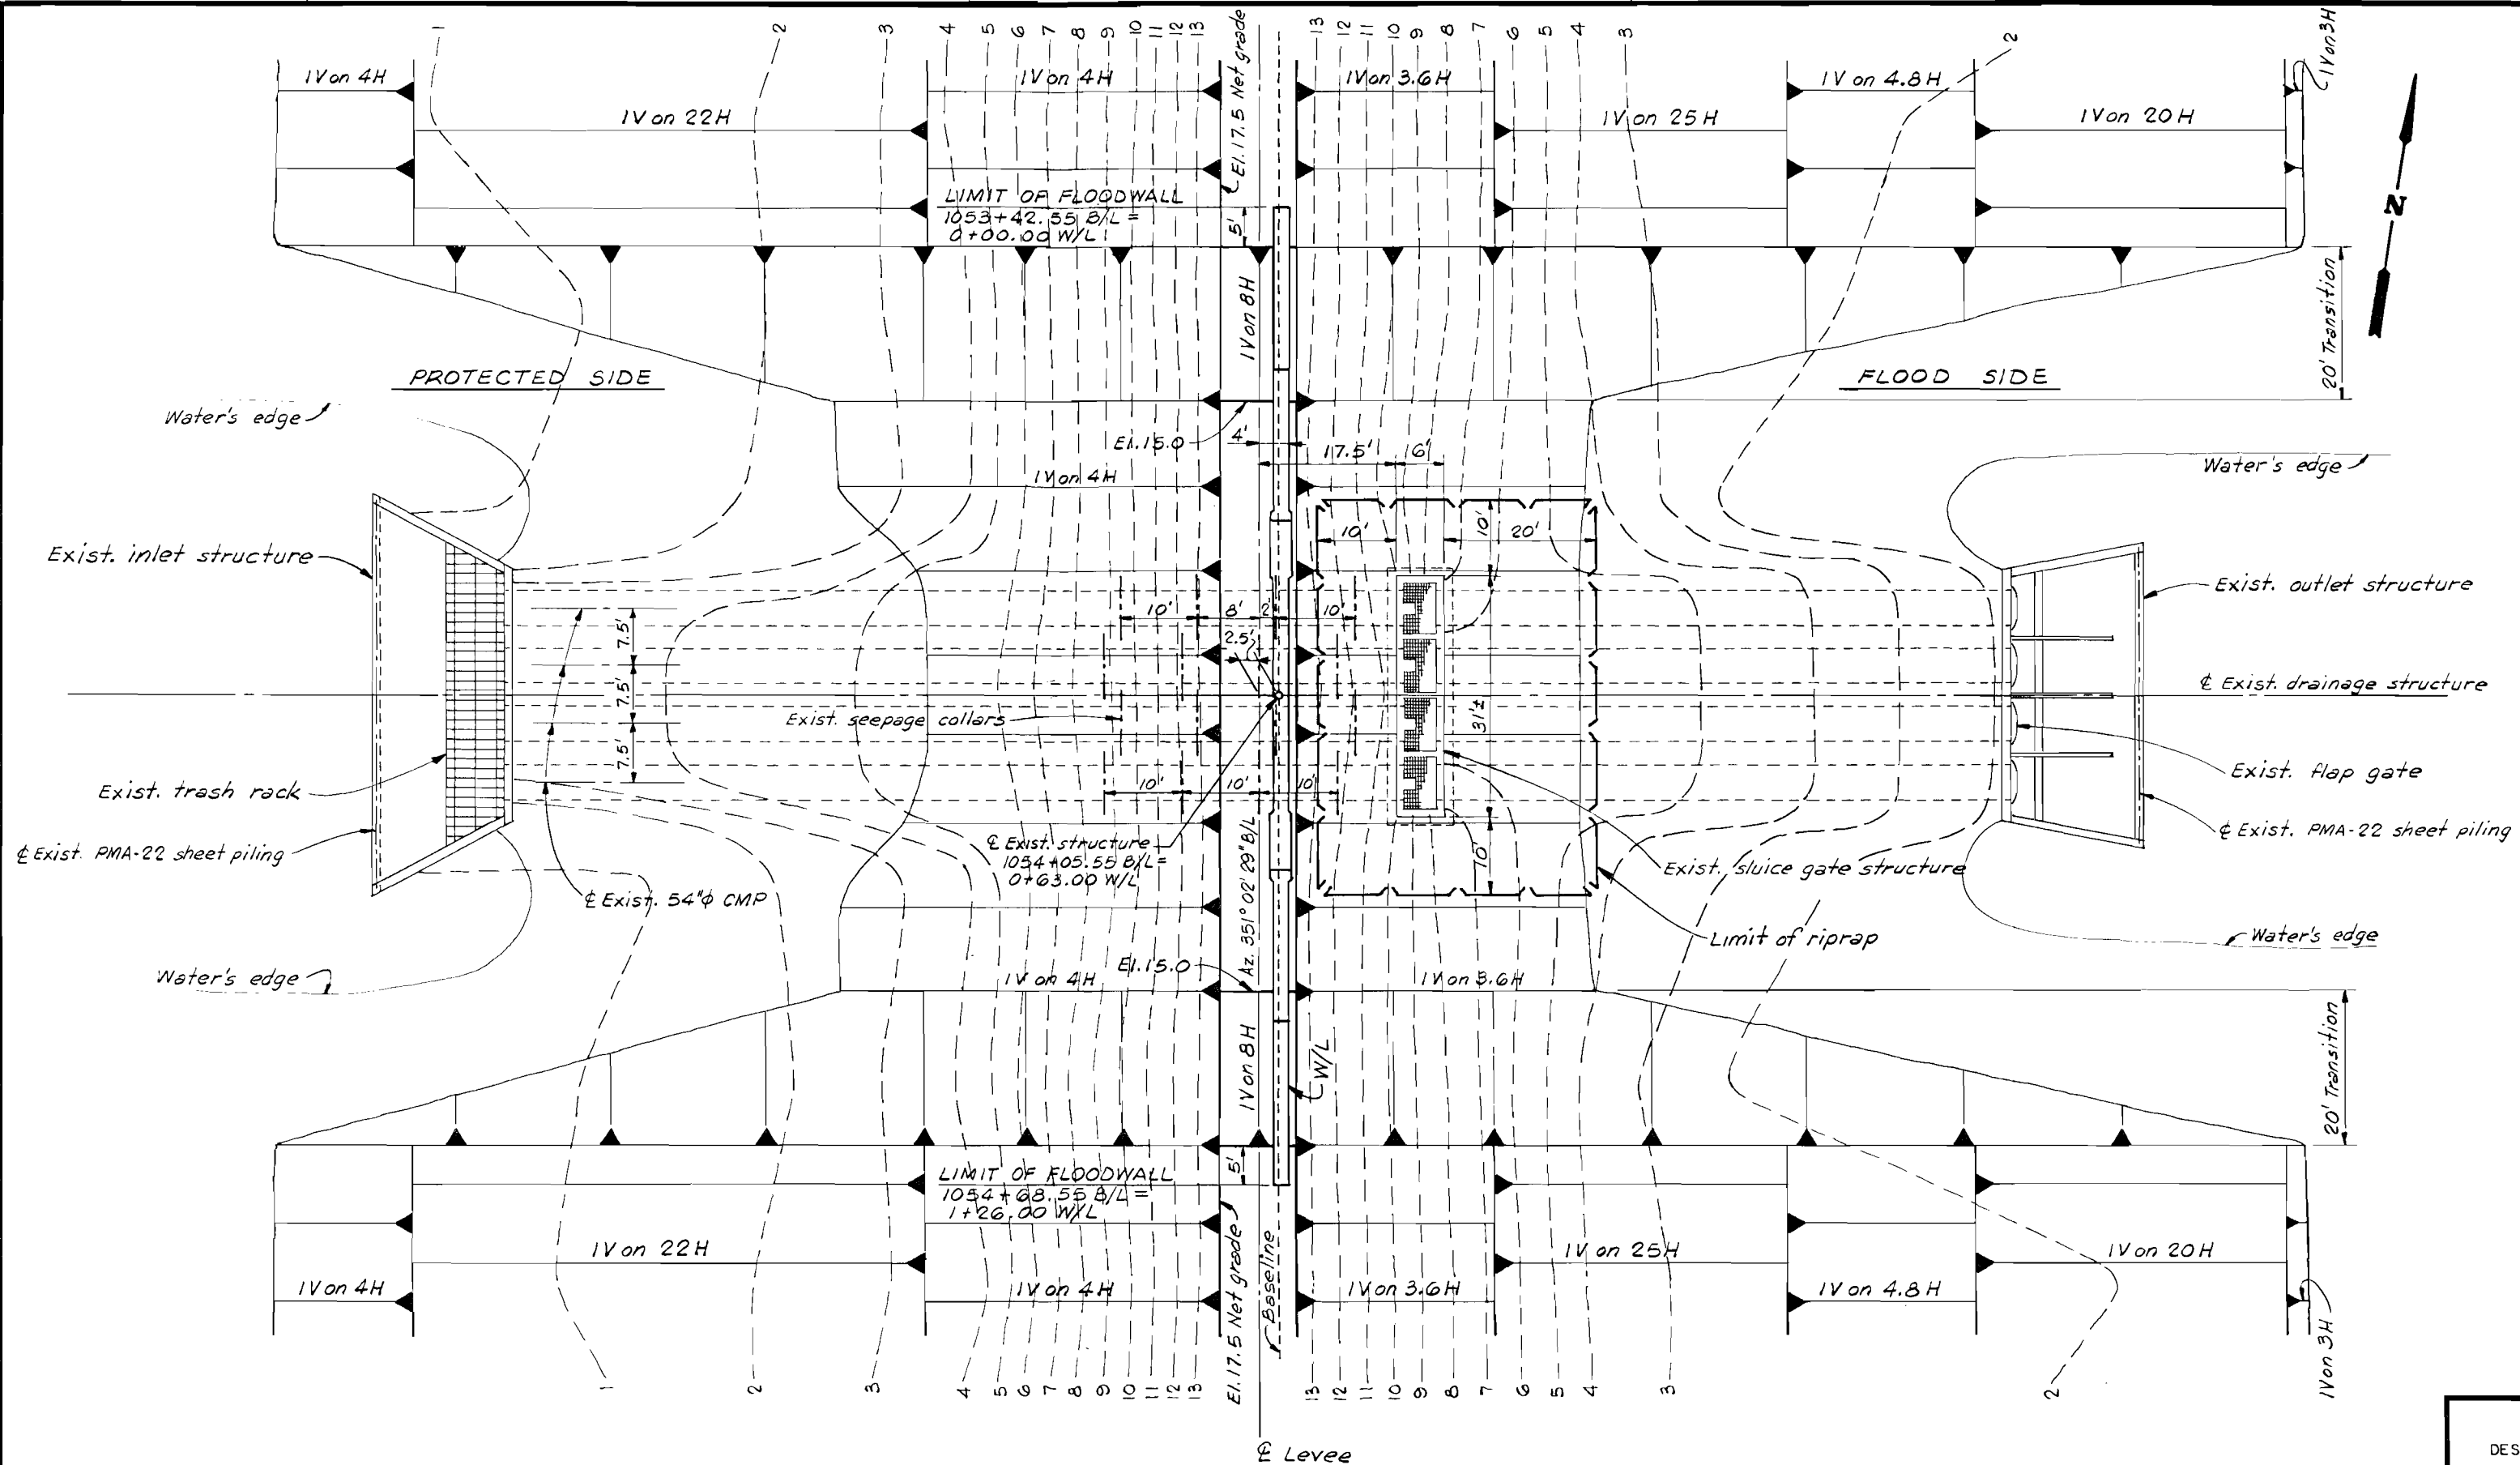 1 2 3 4 5 6 7 8 9 10 11 12 13
13 12 11 10 9 8 7 6 5 4 3 2
El. 17.5 Net grade
1V on 3H
1V on 4H
1V on 4H
1V on 3.6H
1V on 4.8H
1V on 22H
1V on 25H
1V on 20H
N
LIMIT OF FLOODWALL
1053+42.55 B/L =
0+00.00 W/L
5'
1V on 8H
20' Transition
PROTECTED SIDE
FLOOD SIDE
Water's edge
El. 15.0
4'
17.5'
6'
Water's edge
1V on 4H
10'
10'
20'
Exist. inlet structure
Exist. outlet structure
10'
8'
2'
10'
7.5'
2.5'
7.5'
7.5'
℄ Exist. drainage structure
Exist. seepage collars
31'±
Exist. trash rack
Exist. flap gate
10'
10'
10'
℄ Exist. PMA-22 sheet piling
℄ Exist. PMA-22 sheet piling
℄ Exist. structure
1054+05.55 B/L =
0+63.00 W/L
10'
Exist. sluice gate structure
℄ Exist. 54"φ CMP
Az. 351° 02' 29" B/L
Limit of riprap
Water's edge
Water's edge
1V on 4H
El. 15.0
1V on 3.6H
1V on 8H
W/L
20' Transition
LIMIT OF FLOODWALL
1054+68.55 B/L =
1+26.00 W/L
5'
1V on 22H
1V on 25H
1V on 20H
1V on 4H
1V on 4H
1V on 3.6H
1V on 4.8H
El. 17.5 Net grade
Baseline
1V on 3H
1 2 3 4 5 6 7 8 9 10 11 12 13
13 12 11 10 9 8 7 6 5 4 3 2
℄ Levee
DES